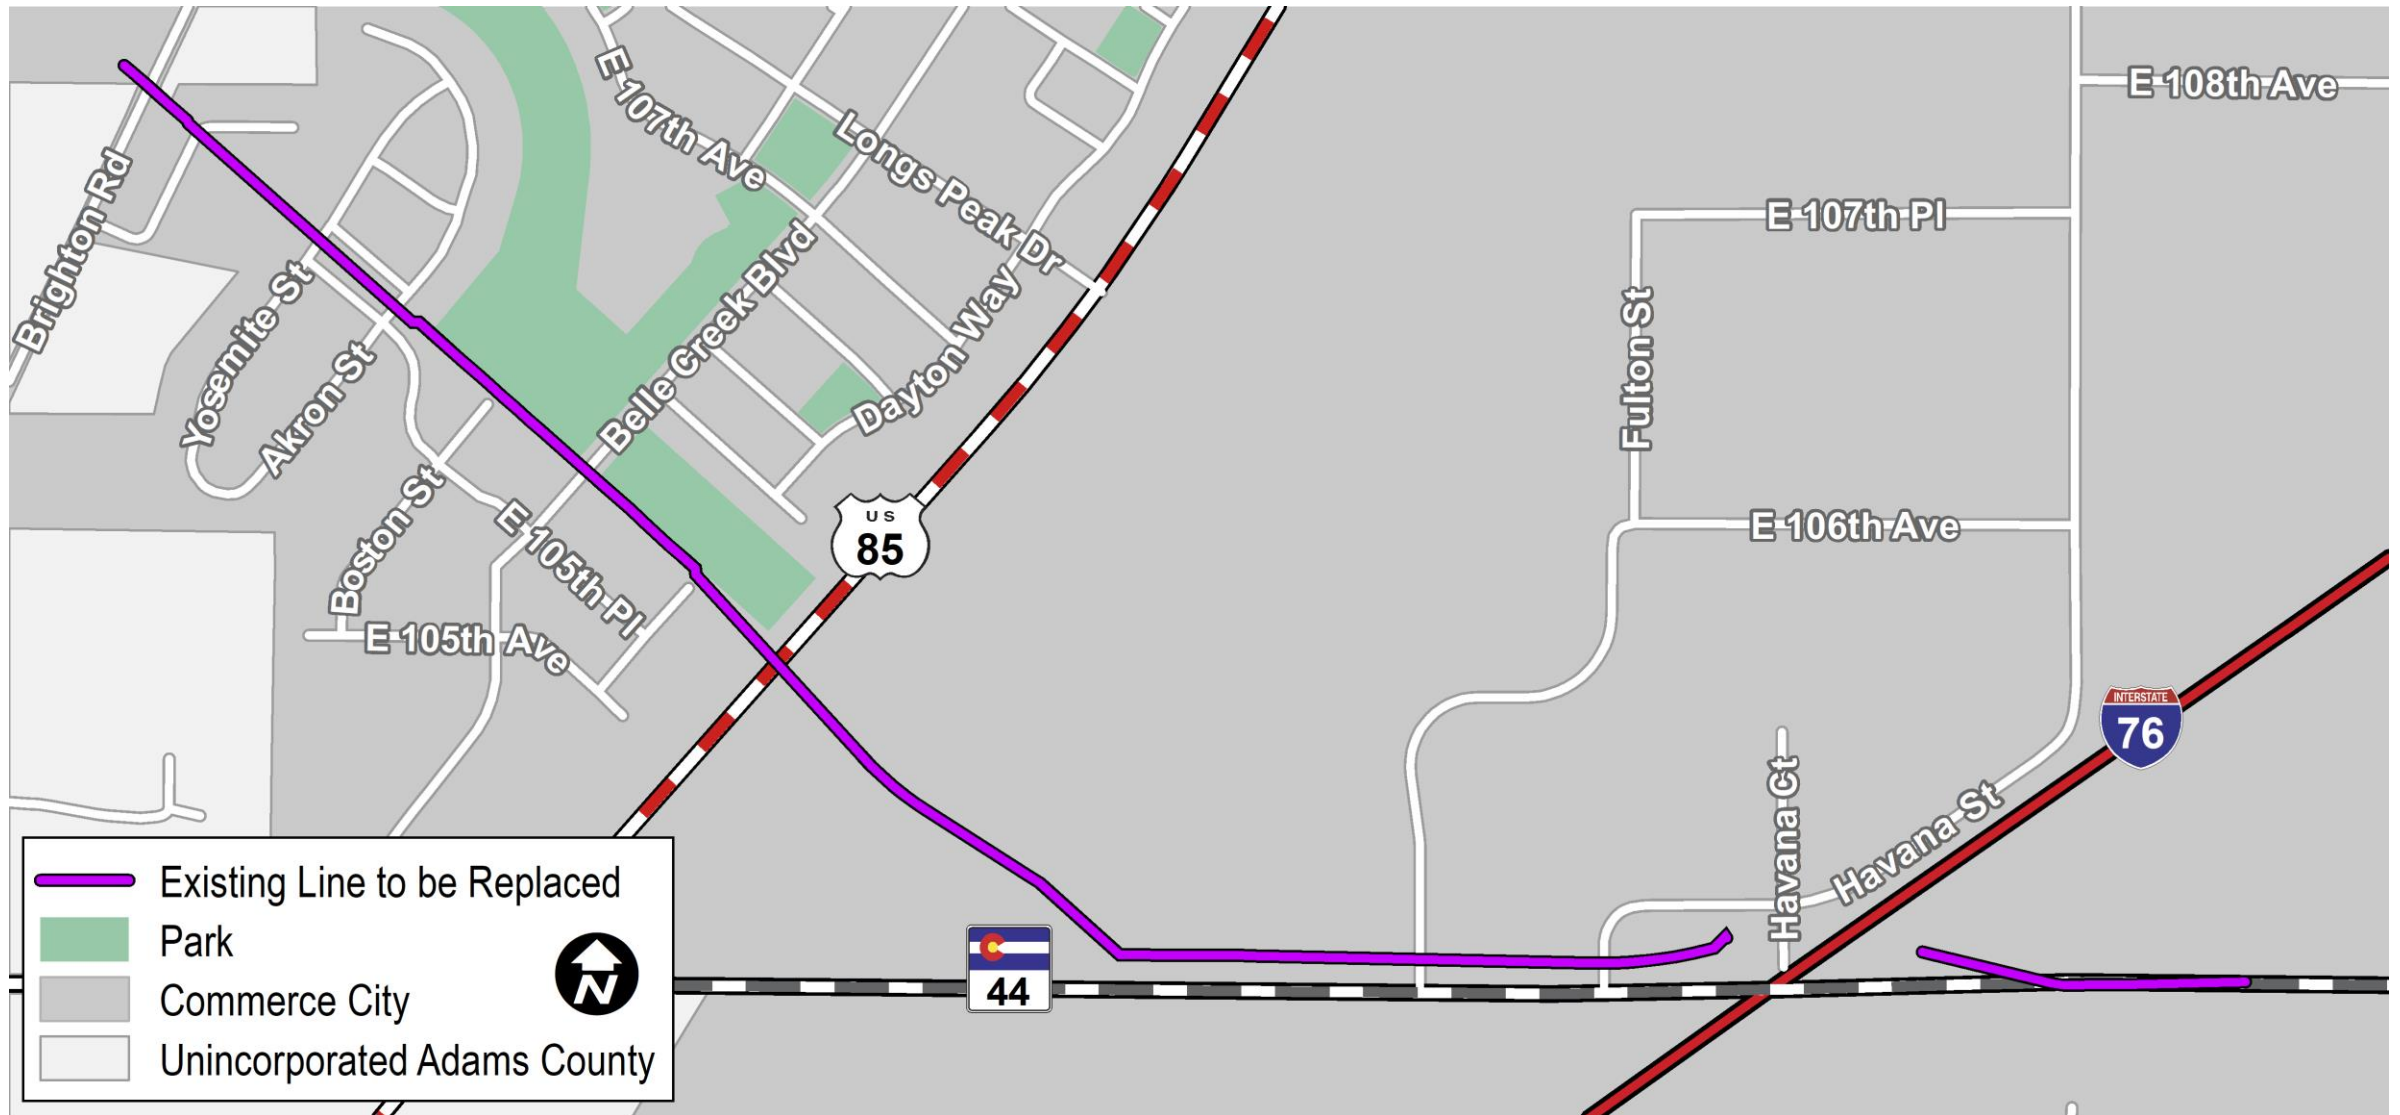 E 107th Ave
Longs Peak Dr
E 108th Ave
Brighton Rd
E 107th Pl
Belle Creek Blvd
Yosemite St
Dayton Way
Fulton St
Akron St
US
85
Boston St
E 105th Pl
E 106th Ave
E 105th Ave
INTERSTATE
76
Havana Ct
Havana St
44
Existing Line to be Replaced
Park
Commerce City
Unincorporated Adams County
N